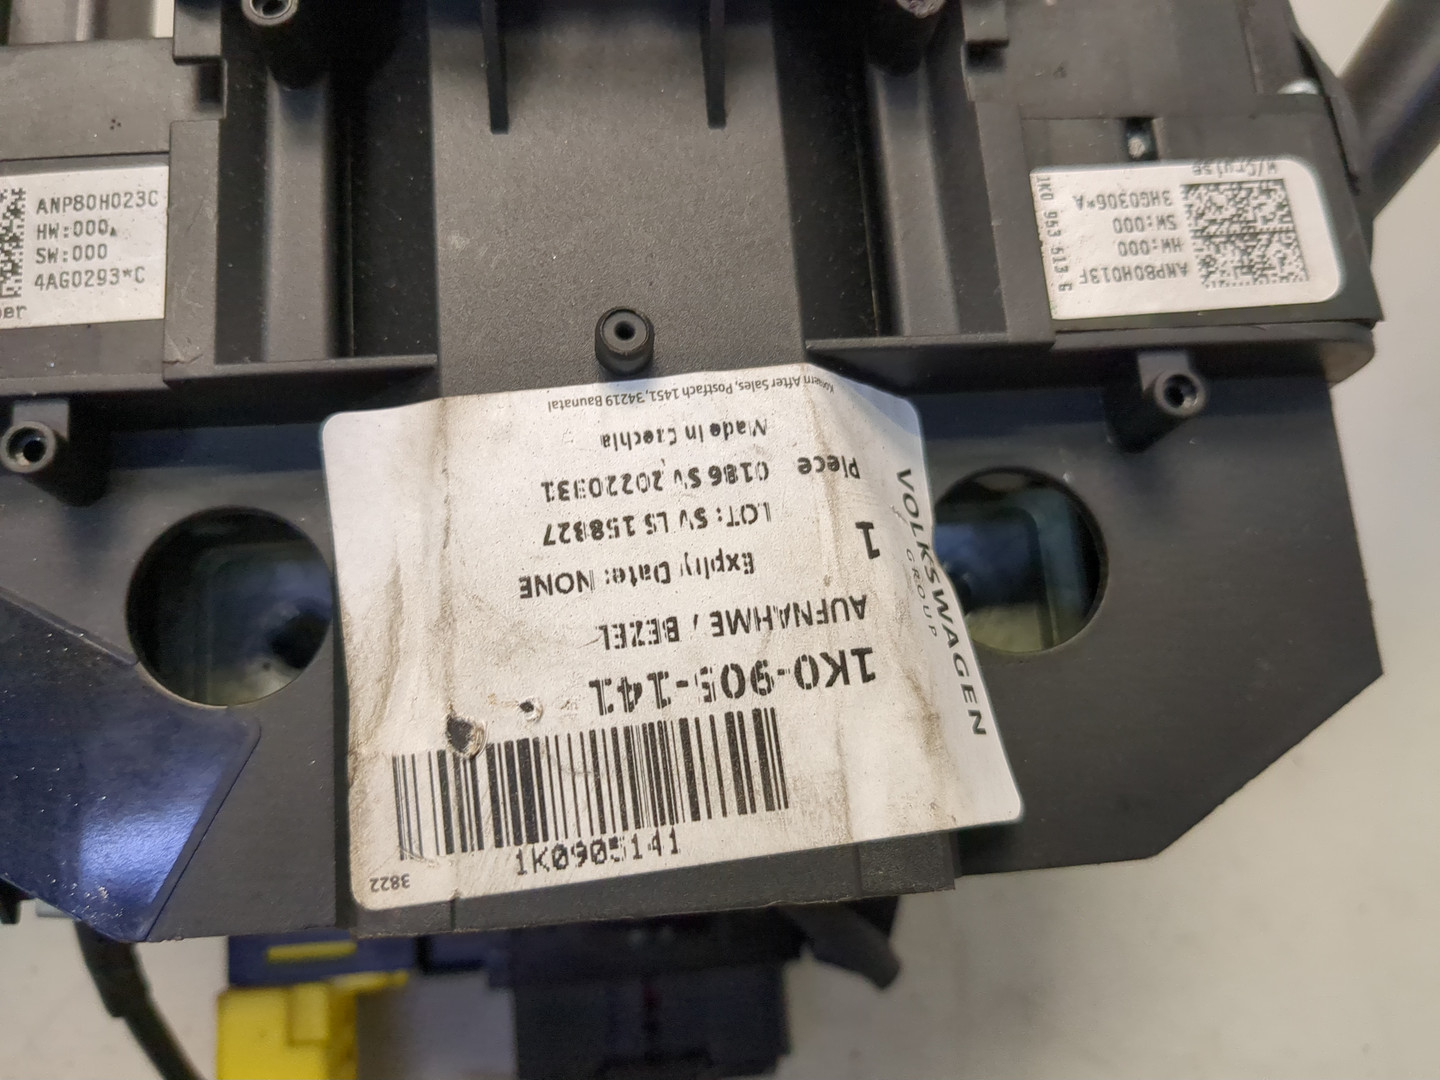 ANP80H023C
HW:000
SW:000
4AG0293*C
1K0 953 513 G
W/Cruise
ANP80H013F
HW:000
SW:000
3HG0306*A
VOLKSWAGEN
GROUP
1K0-905-141
AUFNAHME / BEZEL
Expiry Date: NONE
1
LOT: SV LS 158827
Piece
0186 SV 20220331
Made in Czechia
After Sales, Postfach 1451, 34219 Baunatal
1K0905141
3822